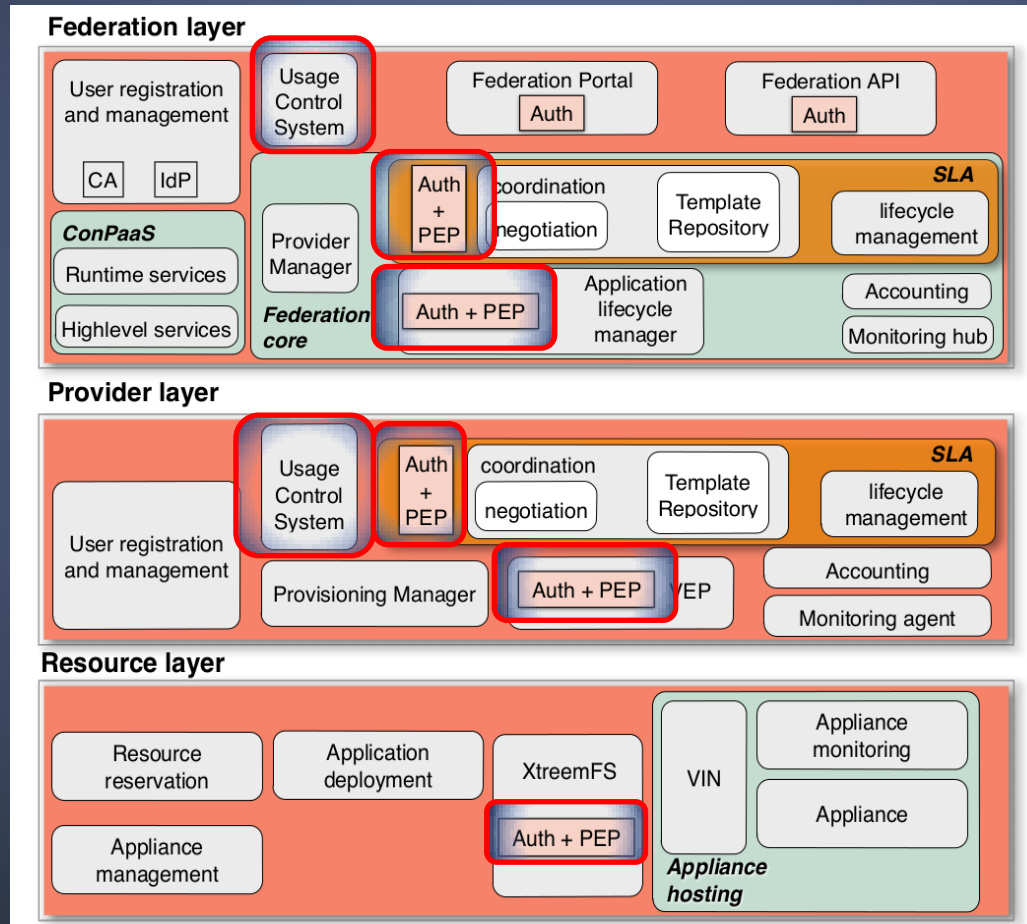 Federation layer
User registration
and management
CA
IdP
Usage
Control
System
Federation Portal
Auth
Federation API
Auth
ConPaaS
Runtime services
Highlevel services
Provider
Manager
Federation
core
Auth
+
PEP
coordination
negotiation
Template
Repository
SLA
lifecycle
management
Auth + PEP
Application
lifecycle
manager
Accounting
Monitoring hub
Provider layer
User registration
and management
Usage
Control
System
Auth
+
PEP
coordination
negotiation
Template
Repository
SLA
lifecycle
management
Provisioning Manager
Auth + PEP
VEP
Accounting
Monitoring agent
Resource layer
Resource
reservation
Application
deployment
XtreemFS
Auth + PEP
Appliance
management
VIN
Appliance
monitoring
Appliance
Appliance
hosting